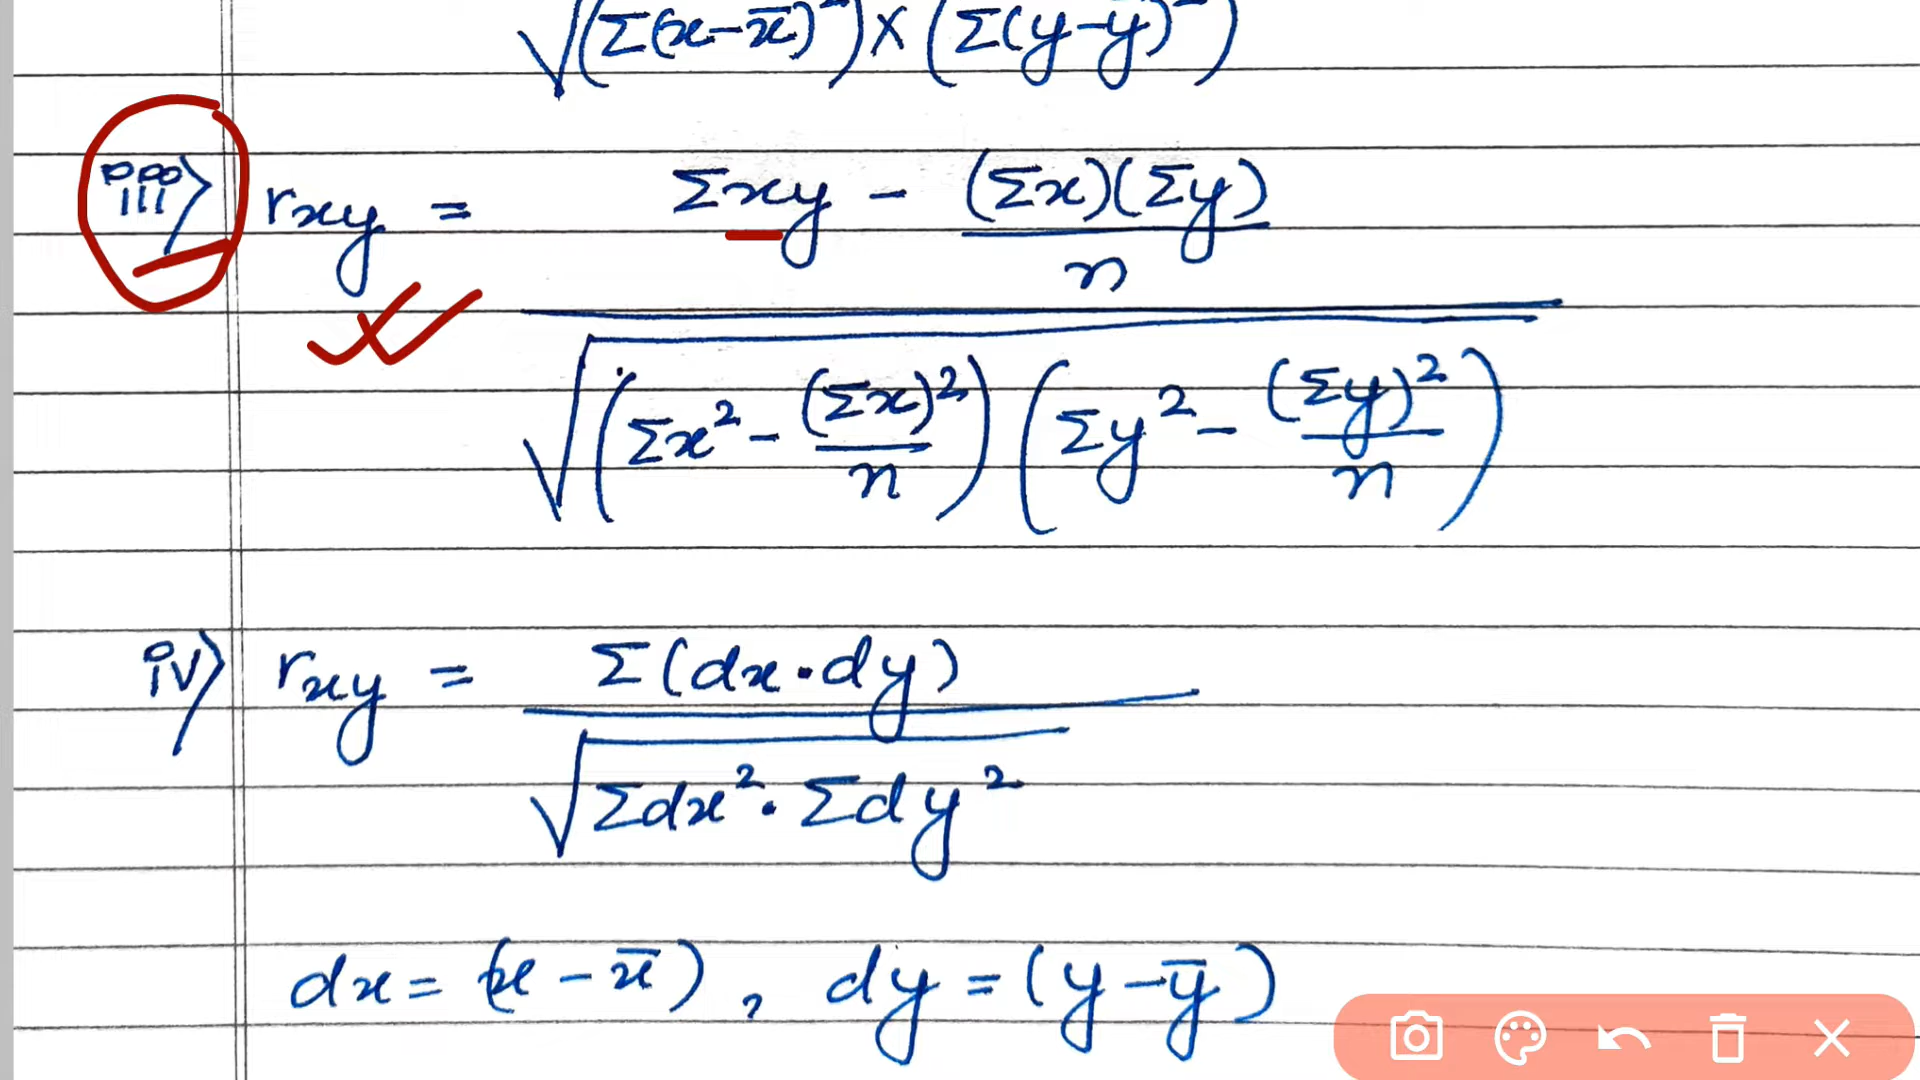 √(Σ(x-x̄)²)×(Σ(y-ȳ)²)
iii) rxy = Σxy - (Σx)(Σy)
n
√(Σx² - (Σx)²/n) (Σy² - (Σy)²/n)
iv) rxy = Σ(dx·dy)
√Σdx²·Σdy²
dx = (x - x̄), dy = (y - ȳ)